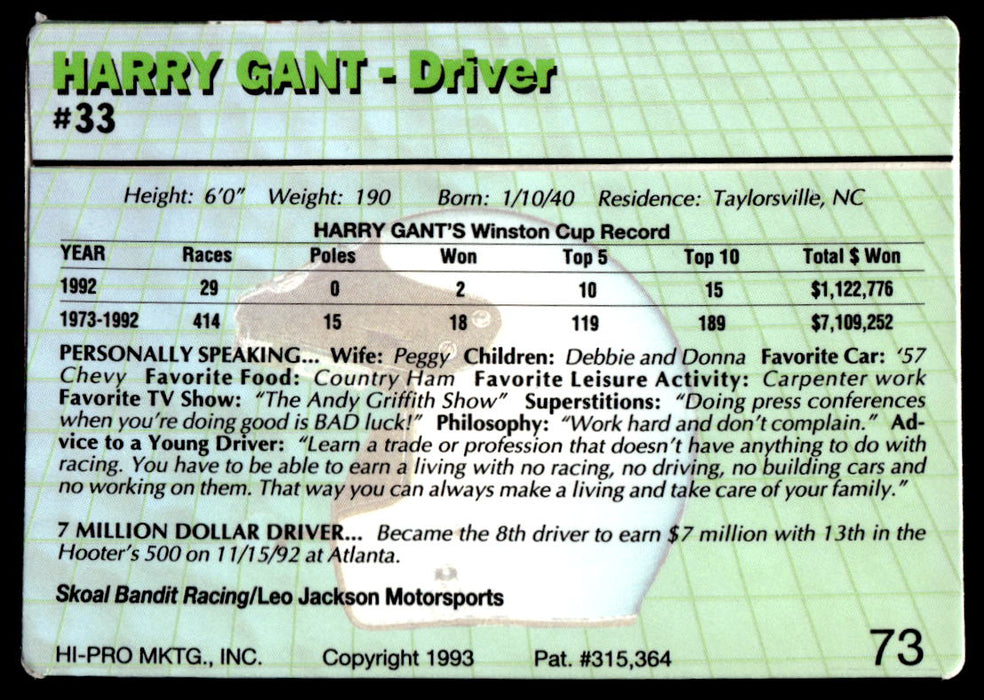 HARRY GANT - Driver
#33
Height: 6'0" Weight: 190 Born: 1/10/40 Residence: Taylorsville, NC
HARRY GANT'S Winston Cup Record
YEAR Races Poles Won Top 5 Top 10 Total $ Won
1992 29 0 2 10 15 $1,122,776
1973-1992 414 15 18 119 189 $7,109,252
PERSONALLY SPEAKING... Wife: Peggy Children: Debbie and Donna Favorite Car: '57
Chevy Favorite Food: Country Ham Favorite Leisure Activity: Carpenter work
Favorite TV Show: "The Andy Griffith Show" Superstitions: "Doing press conferences
when you're doing good is BAD luck!" Philosophy: "Work hard and don't complain." Ad-
vice to a Young Driver: "Learn a trade or profession that doesn't have anything to do with
racing. You have to be able to earn a living with no racing, no driving, no building cars and
no working on them. That way you can always make a living and take care of your family."
7 MILLION DOLLAR DRIVER... Became the 8th driver to earn $7 million with 13th in the
Hooter's 500 on 11/15/92 at Atlanta.
Skoal Bandit Racing/Leo Jackson Motorsports
HI-PRO MKTG., INC. Copyright 1993 Pat. #315,364 73